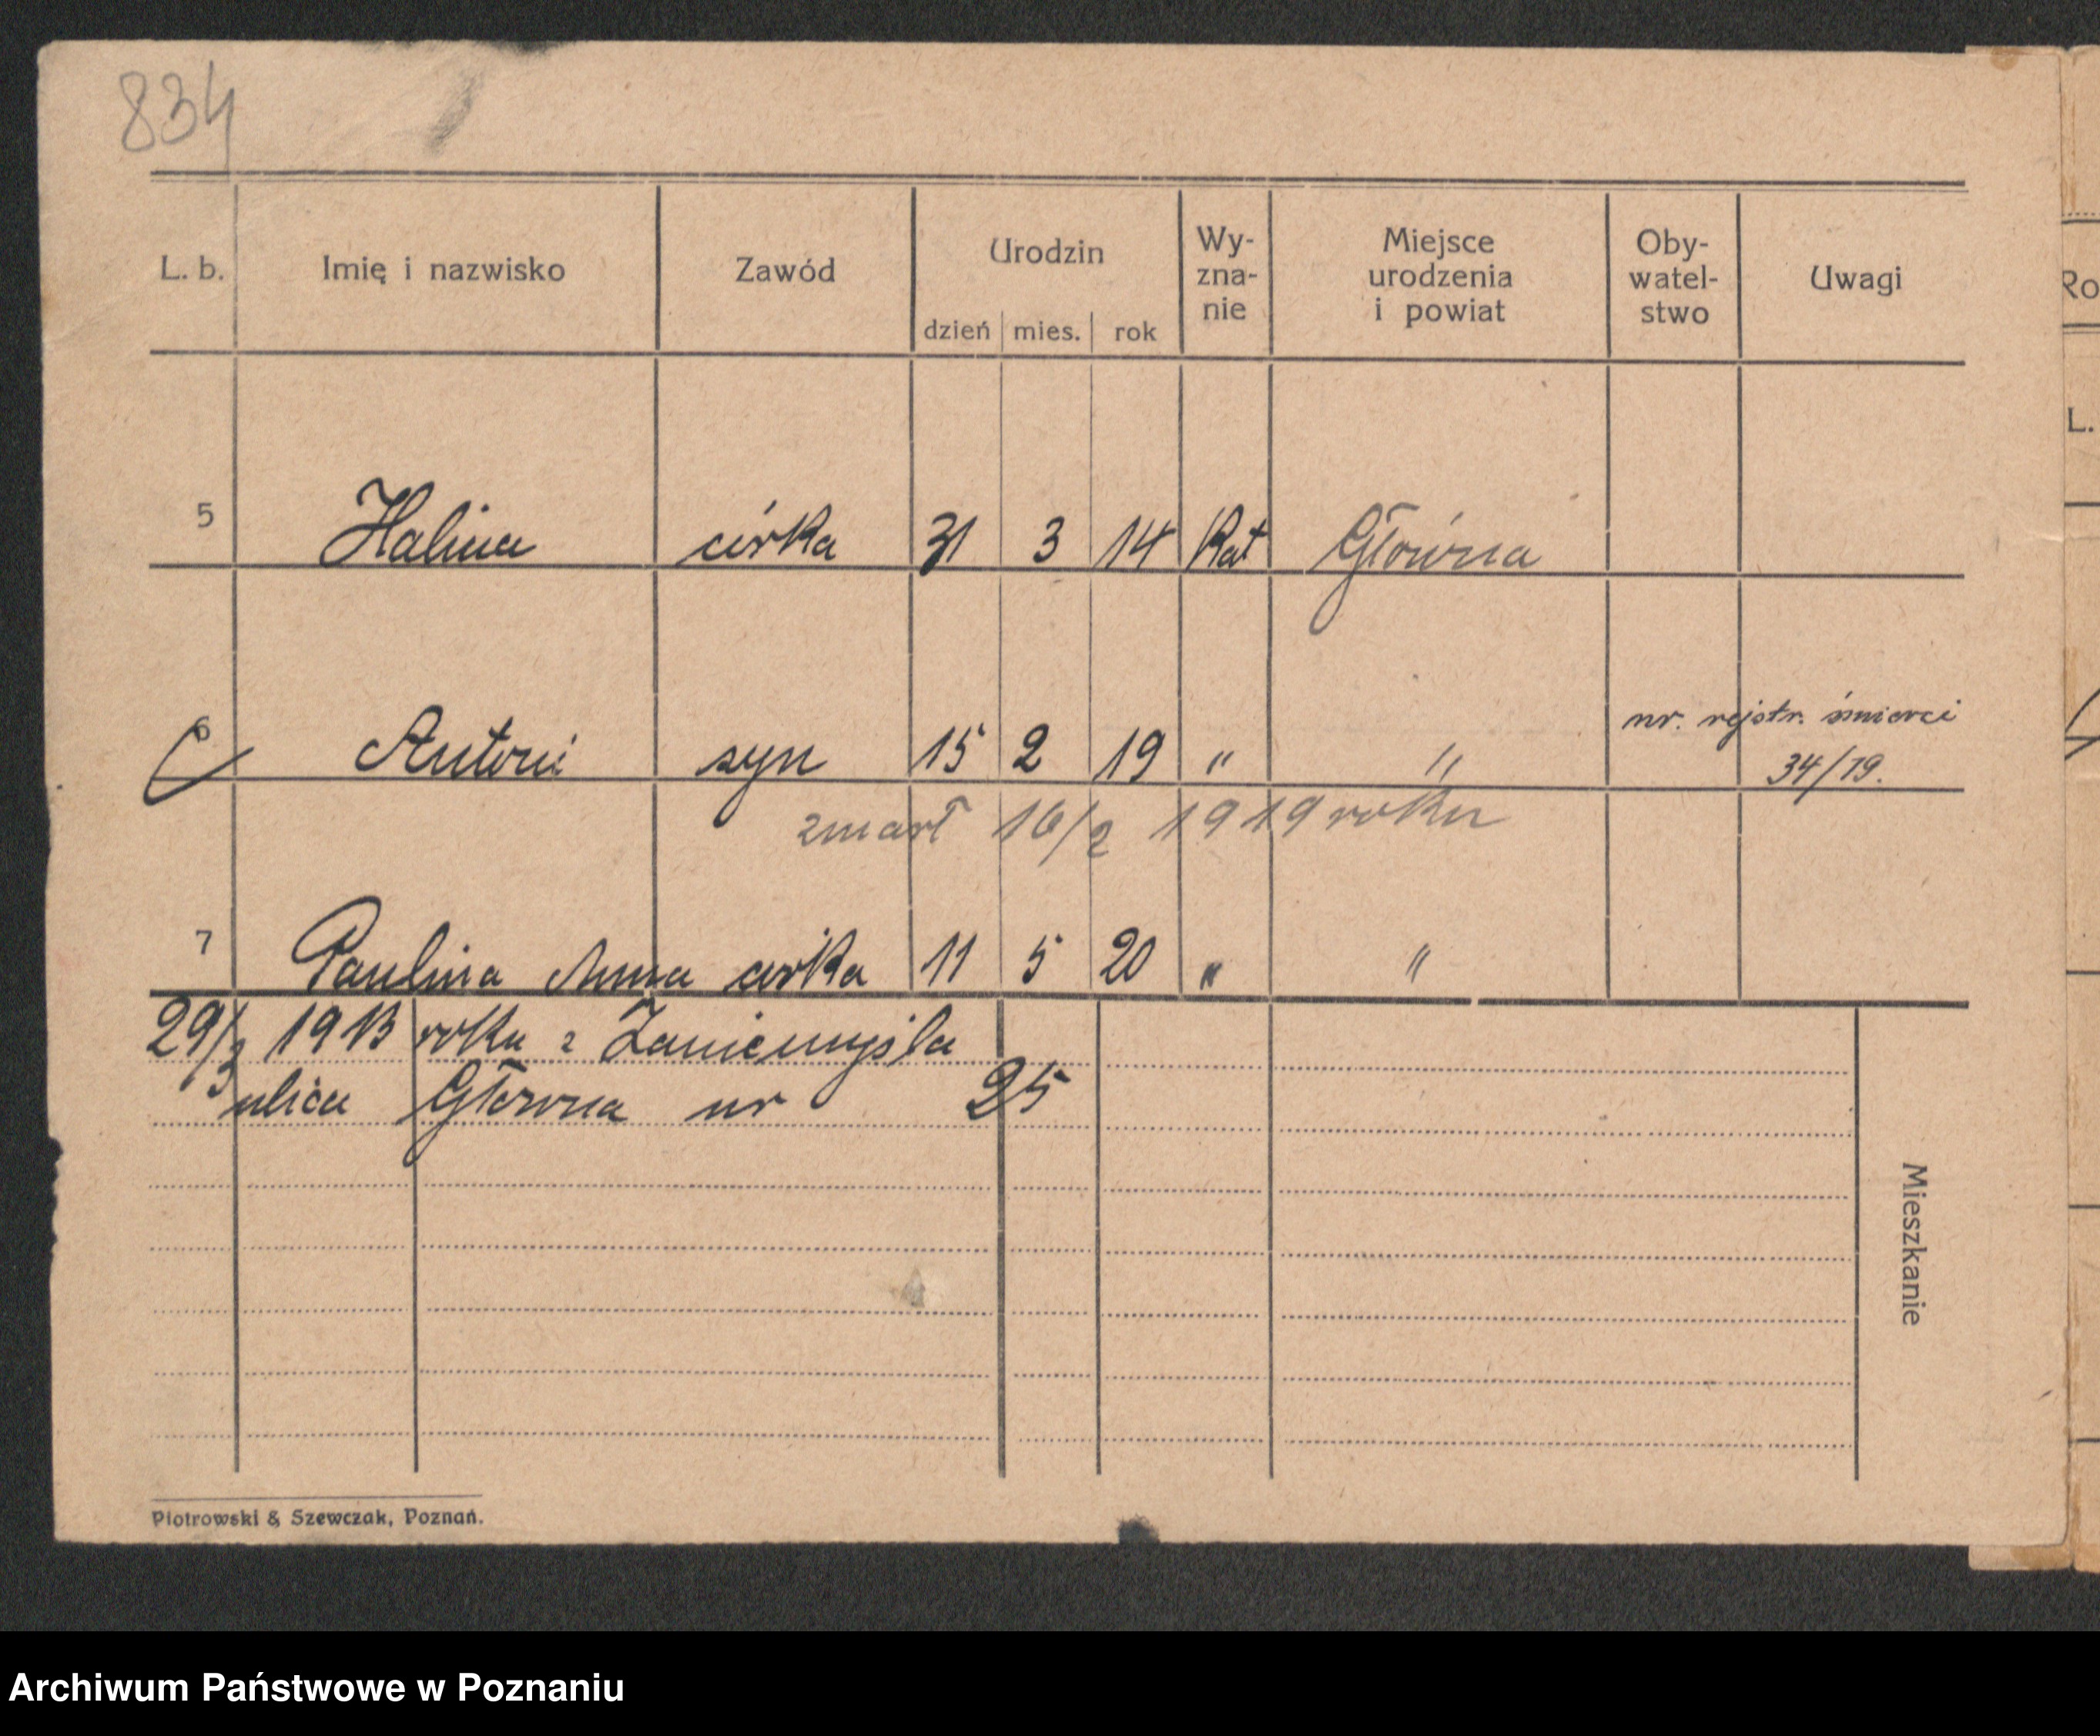 834
L. b. Imię i nazwisko Zawód Urodzin dzień mies. rok Wy-zna-nie Miejsce urodzenia i powiat Oby-watel-stwo Uwagi
5 Halina córka 31 3 14 Kat Główna
6 Antoni syn 15 2 19 " " nr. rejstr. śmierci
34/19.
zmarł 16/2 1919 roku
7 Paulina Anna córka 11 5 20 " "
29/3 1913 roku z Zaniemyśla
ulica Główna nr 25
Mieszkanie
Piotrowski & Szewczak, Poznań.
Ro
L.
Archiwum Państwowe w Poznaniu